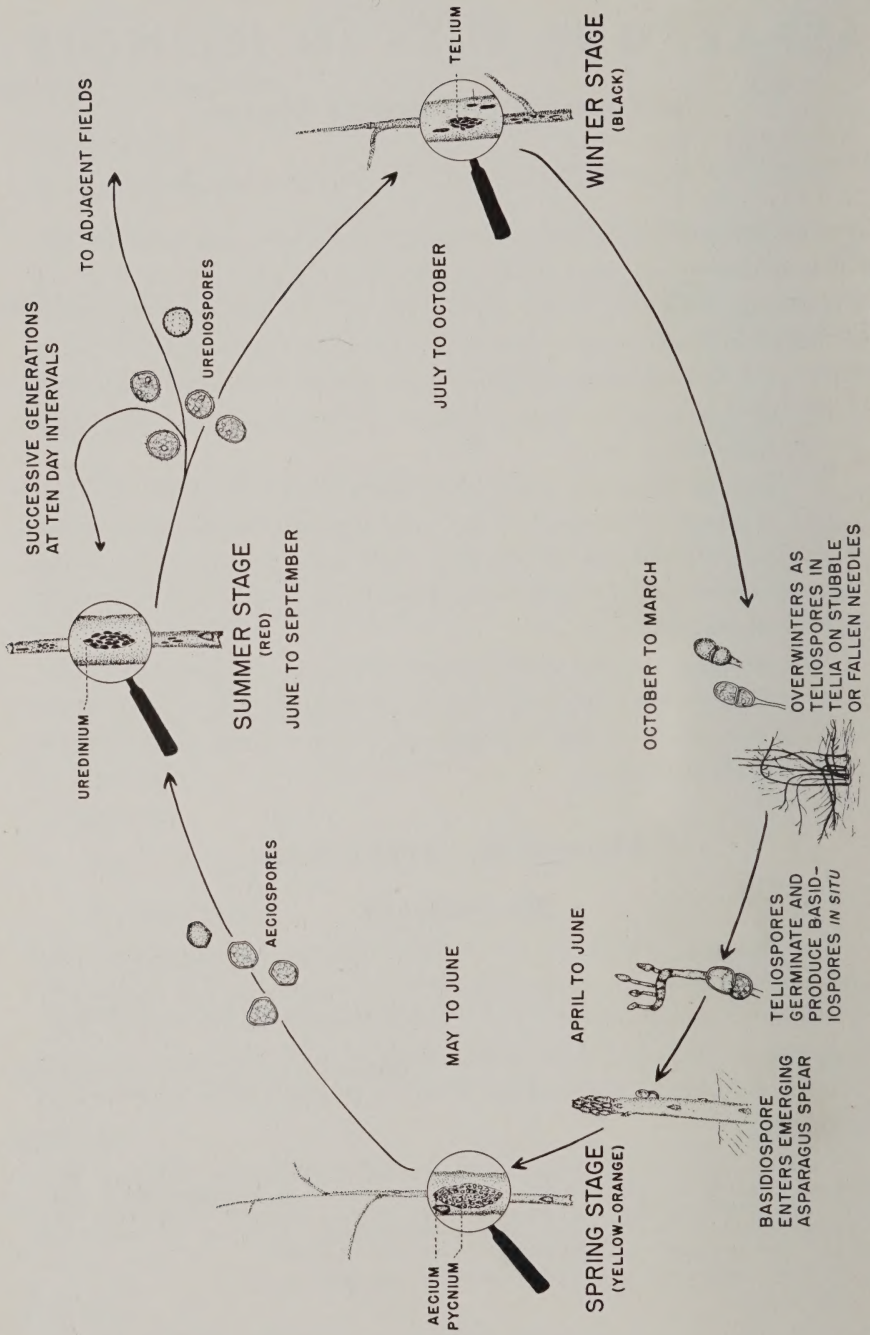 SUCCESSIVE GENERATIONS
AT TEN DAY INTERVALS
TO ADJACENT FIELDS
UREDIOSPORES
UREDINIUM
SUMMER STAGE
(RED)
JUNE TO SEPTEMBER
TELIUM
WINTER STAGE
(BLACK)
JULY TO OCTOBER
OCTOBER TO MARCH
OVERWINTERS AS
TELIOSPORES IN
TELIA ON STUBBLE
OR FALLEN NEEDLES
TELIOSPORES
GERMINATE AND
PRODUCE BASID-
IOSPORES IN SITU
APRIL TO JUNE
BASIDIOSPORE
ENTERS EMERGING
ASPARAGUS SPEAR
AECIUM
PYCNIUM
SPRING STAGE
(YELLOW-ORANGE)
MAY TO JUNE
AECIOSPORES